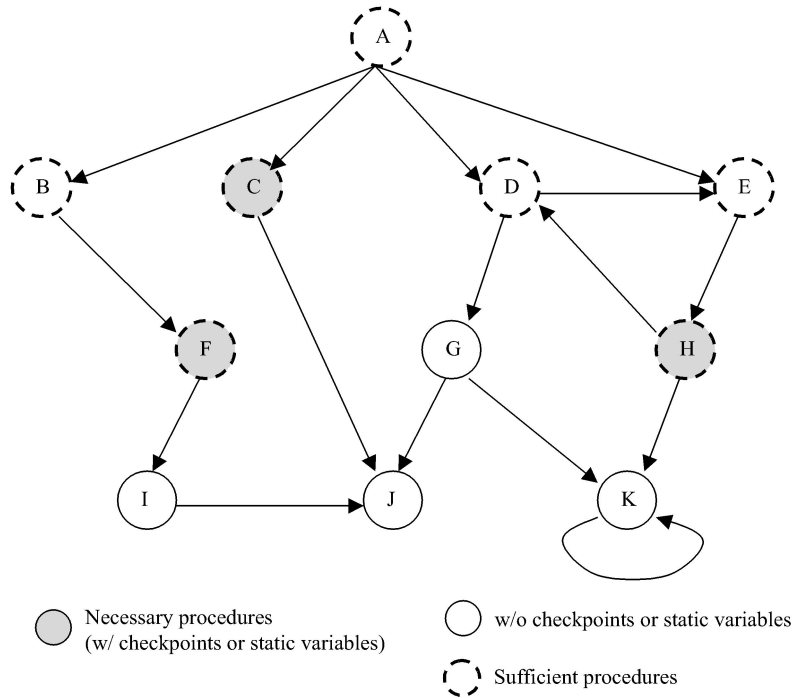 A
B
C
D
E
F
G
H
I
J
K
Necessary procedures
(w/ checkpoints or static variables)
w/o checkpoints or static variables
Sufficient procedures